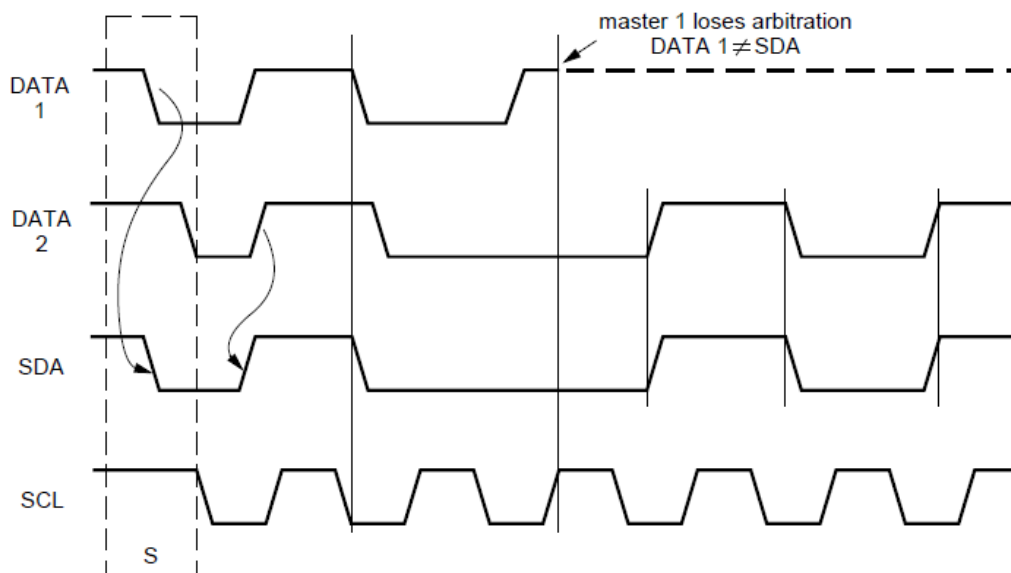 master 1 loses arbitration
DATA 1≠SDA
DATA
1
DATA
2
SDA
SCL
S